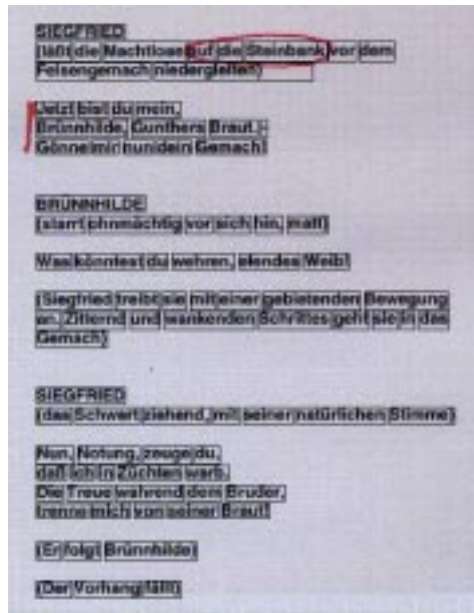 SIEGFRIED
(läßt die Machtlose auf die Steinbank vor dem
Felsengemach niedergleiten)
Jetzt bist du mein,
Brünnhilde, Gunthers Braut. -
Gönne mir nun dein Gemach!
BRÜNNHILDE
(starrt ohnmächtig vor sich hin, matt)
Was könntest du wehren, elendes Weib!
(Siegfried treibt sie mit einer gebietenden Bewegung
an. Zitternd und wankenden Schrittes geht sie in das
Gemach)
SIEGFRIED
(das Schwert ziehend, mit seiner natürlichen Stimme)
Nun, Notung, zeuge du,
daß ich in Züchten warb.
Die Treue wahrend dem Bruder,
trenne mich von seiner Braut!
(Er folgt Brünnhilde)
(Der Vorhang fällt)